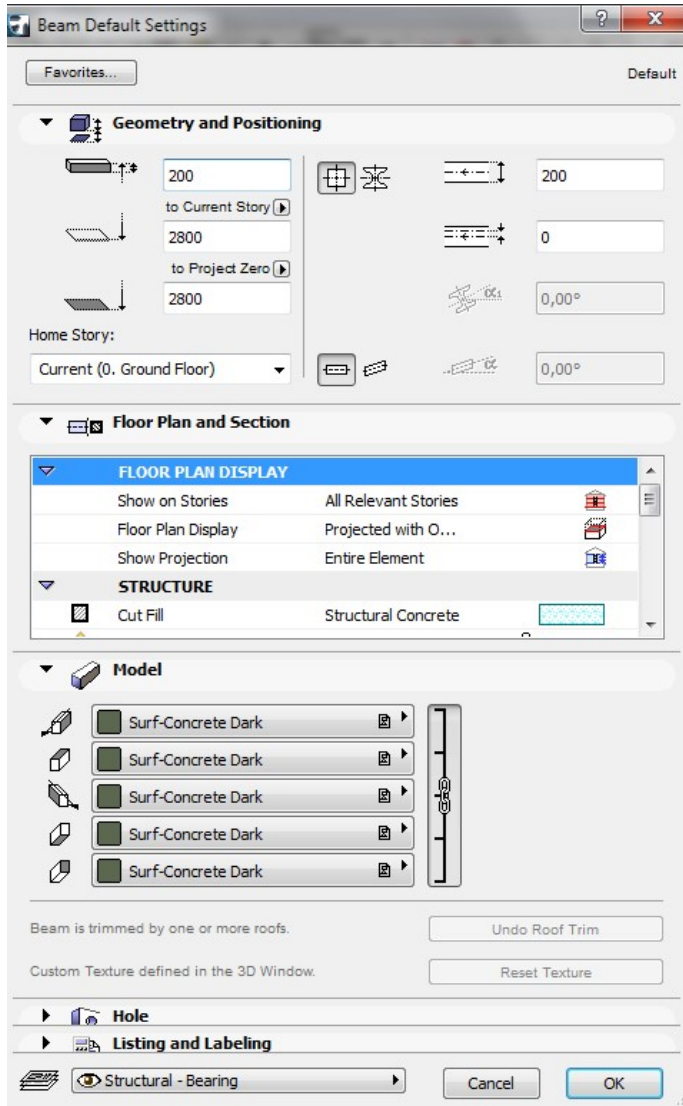 Beam Default Settings
Favorites...
Default
Geometry and Positioning
200
200
to Current Story
2800
0
to Project Zero
2800
α1
0,00°
Home Story:
Current (0. Ground Floor)
α
0,00°
Floor Plan and Section
FLOOR PLAN DISPLAY
Show on Stories All Relevant Stories
Floor Plan Display Projected with O...
Show Projection Entire Element
STRUCTURE
Cut Fill Structural Concrete
Model
Surf-Concrete Dark
Surf-Concrete Dark
Surf-Concrete Dark
Surf-Concrete Dark
Surf-Concrete Dark
Beam is trimmed by one or more roofs. Undo Roof Trim
Custom Texture defined in the 3D Window. Reset Texture
Hole
Listing and Labeling
Structural - Bearing Cancel OK